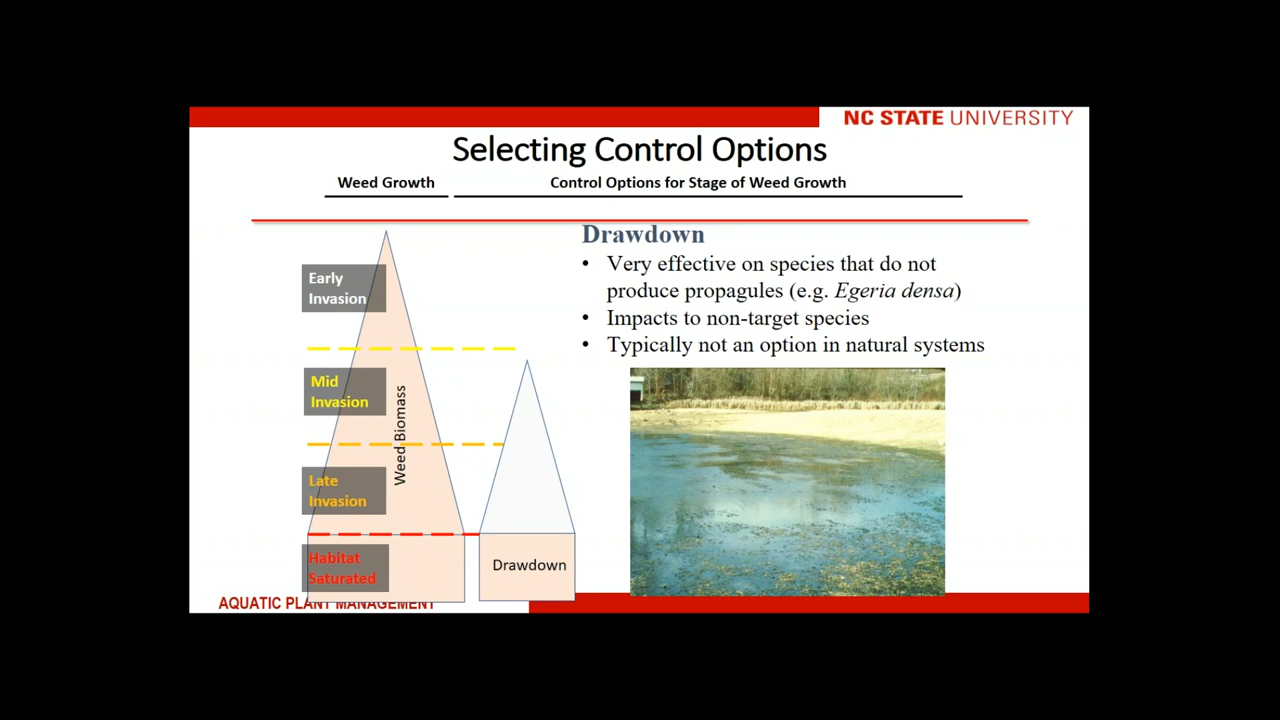 NC STATE UNIVERSITY
Selecting Control Options
Weed Growth
Control Options for Stage of Weed Growth
Drawdown
• Very effective on species that do not
produce propagules (e.g. Egeria densa)
• Impacts to non-target species
• Typically not an option in natural systems
Early
Invasion
Mid
Invasion
Weed Biomass
Late
Invasion
Habitat
Saturated
Drawdown
AQUATIC PLANT MANAGEMENT